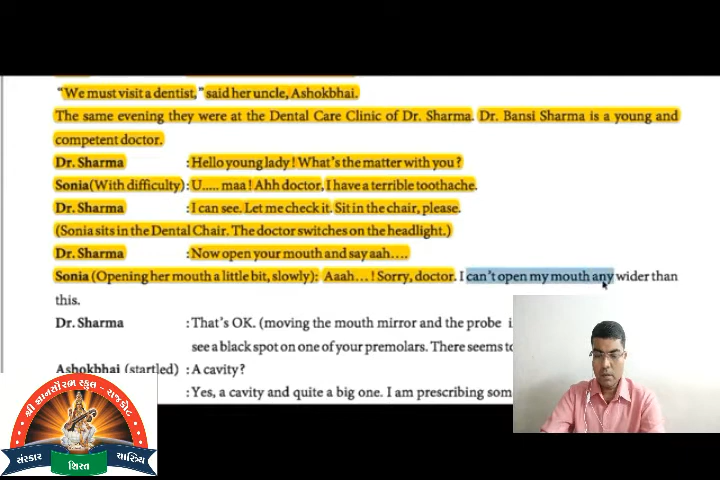 "We must visit a dentist," said her uncle, Ashokbhai.
The same evening they were at the Dental Care Clinic of Dr. Sharma. Dr. Bansi Sharma is a young and
competent doctor.
Dr. Sharma : Hello young lady! What's the matter with you?
Sonia (With difficulty) : U..... maa! Ahh doctor, I have a terrible toothache.
Dr. Sharma : I can see. Let me check it. Sit in the chair, please.
(Sonia sits in the Dental Chair. The doctor switches on the headlight.)
Dr. Sharma : Now open your mouth and say aah....
Sonia (Opening her mouth a little bit, slowly): Aaah...! Sorry, doctor. I can't open my mouth any wider than
this.
Dr. Sharma : That's OK. (moving the mouth mirror and the probe
see a black spot on one of your premolars. There seems to
Ashokbhai (startled) : A cavity?
: Yes, a cavity and quite a big one. I am prescribing som
શ્રી જ્ઞાનસૌરભ સ્કુલ - રાજકોટ
સંસ્કાર
શિસ્ત
ચારિત્ર્ય